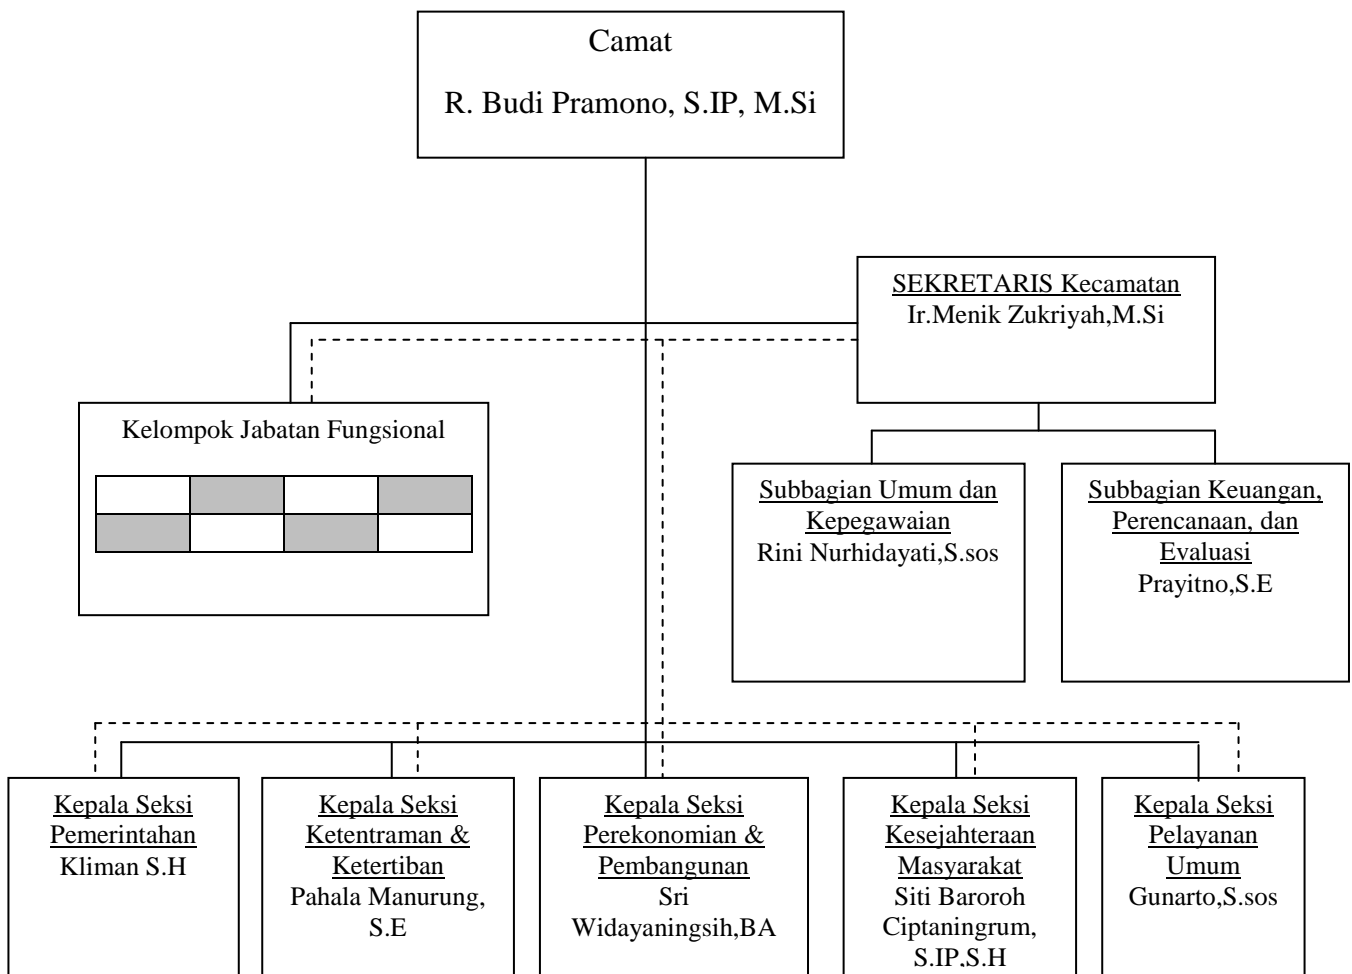 Camat
R. Budi Pramono, S.IP, M.Si
SEKRETARIS Kecamatan
Ir.Menik Zukriyah,M.Si
Kelompok Jabatan Fungsional
Subbagian Umum dan
Kepegawaian
Rini Nurhidayati,S.sos
Subbagian Keuangan,
Perencanaan, dan
Evaluasi
Prayitno,S.E
Kepala Seksi
Pemerintahan
Kliman S.H
Kepala Seksi
Ketentraman &
Ketertiban
Pahala Manurung,
S.E
Kepala Seksi
Perekonomian &
Pembangunan
Sri
Widayaningsih,BA
Kepala Seksi
Kesejahteraan
Masyarakat
Siti Baroroh
Ciptaningrum,
S.IP,S.H
Kepala Seksi
Pelayanan
Umum
Gunarto,S.sos